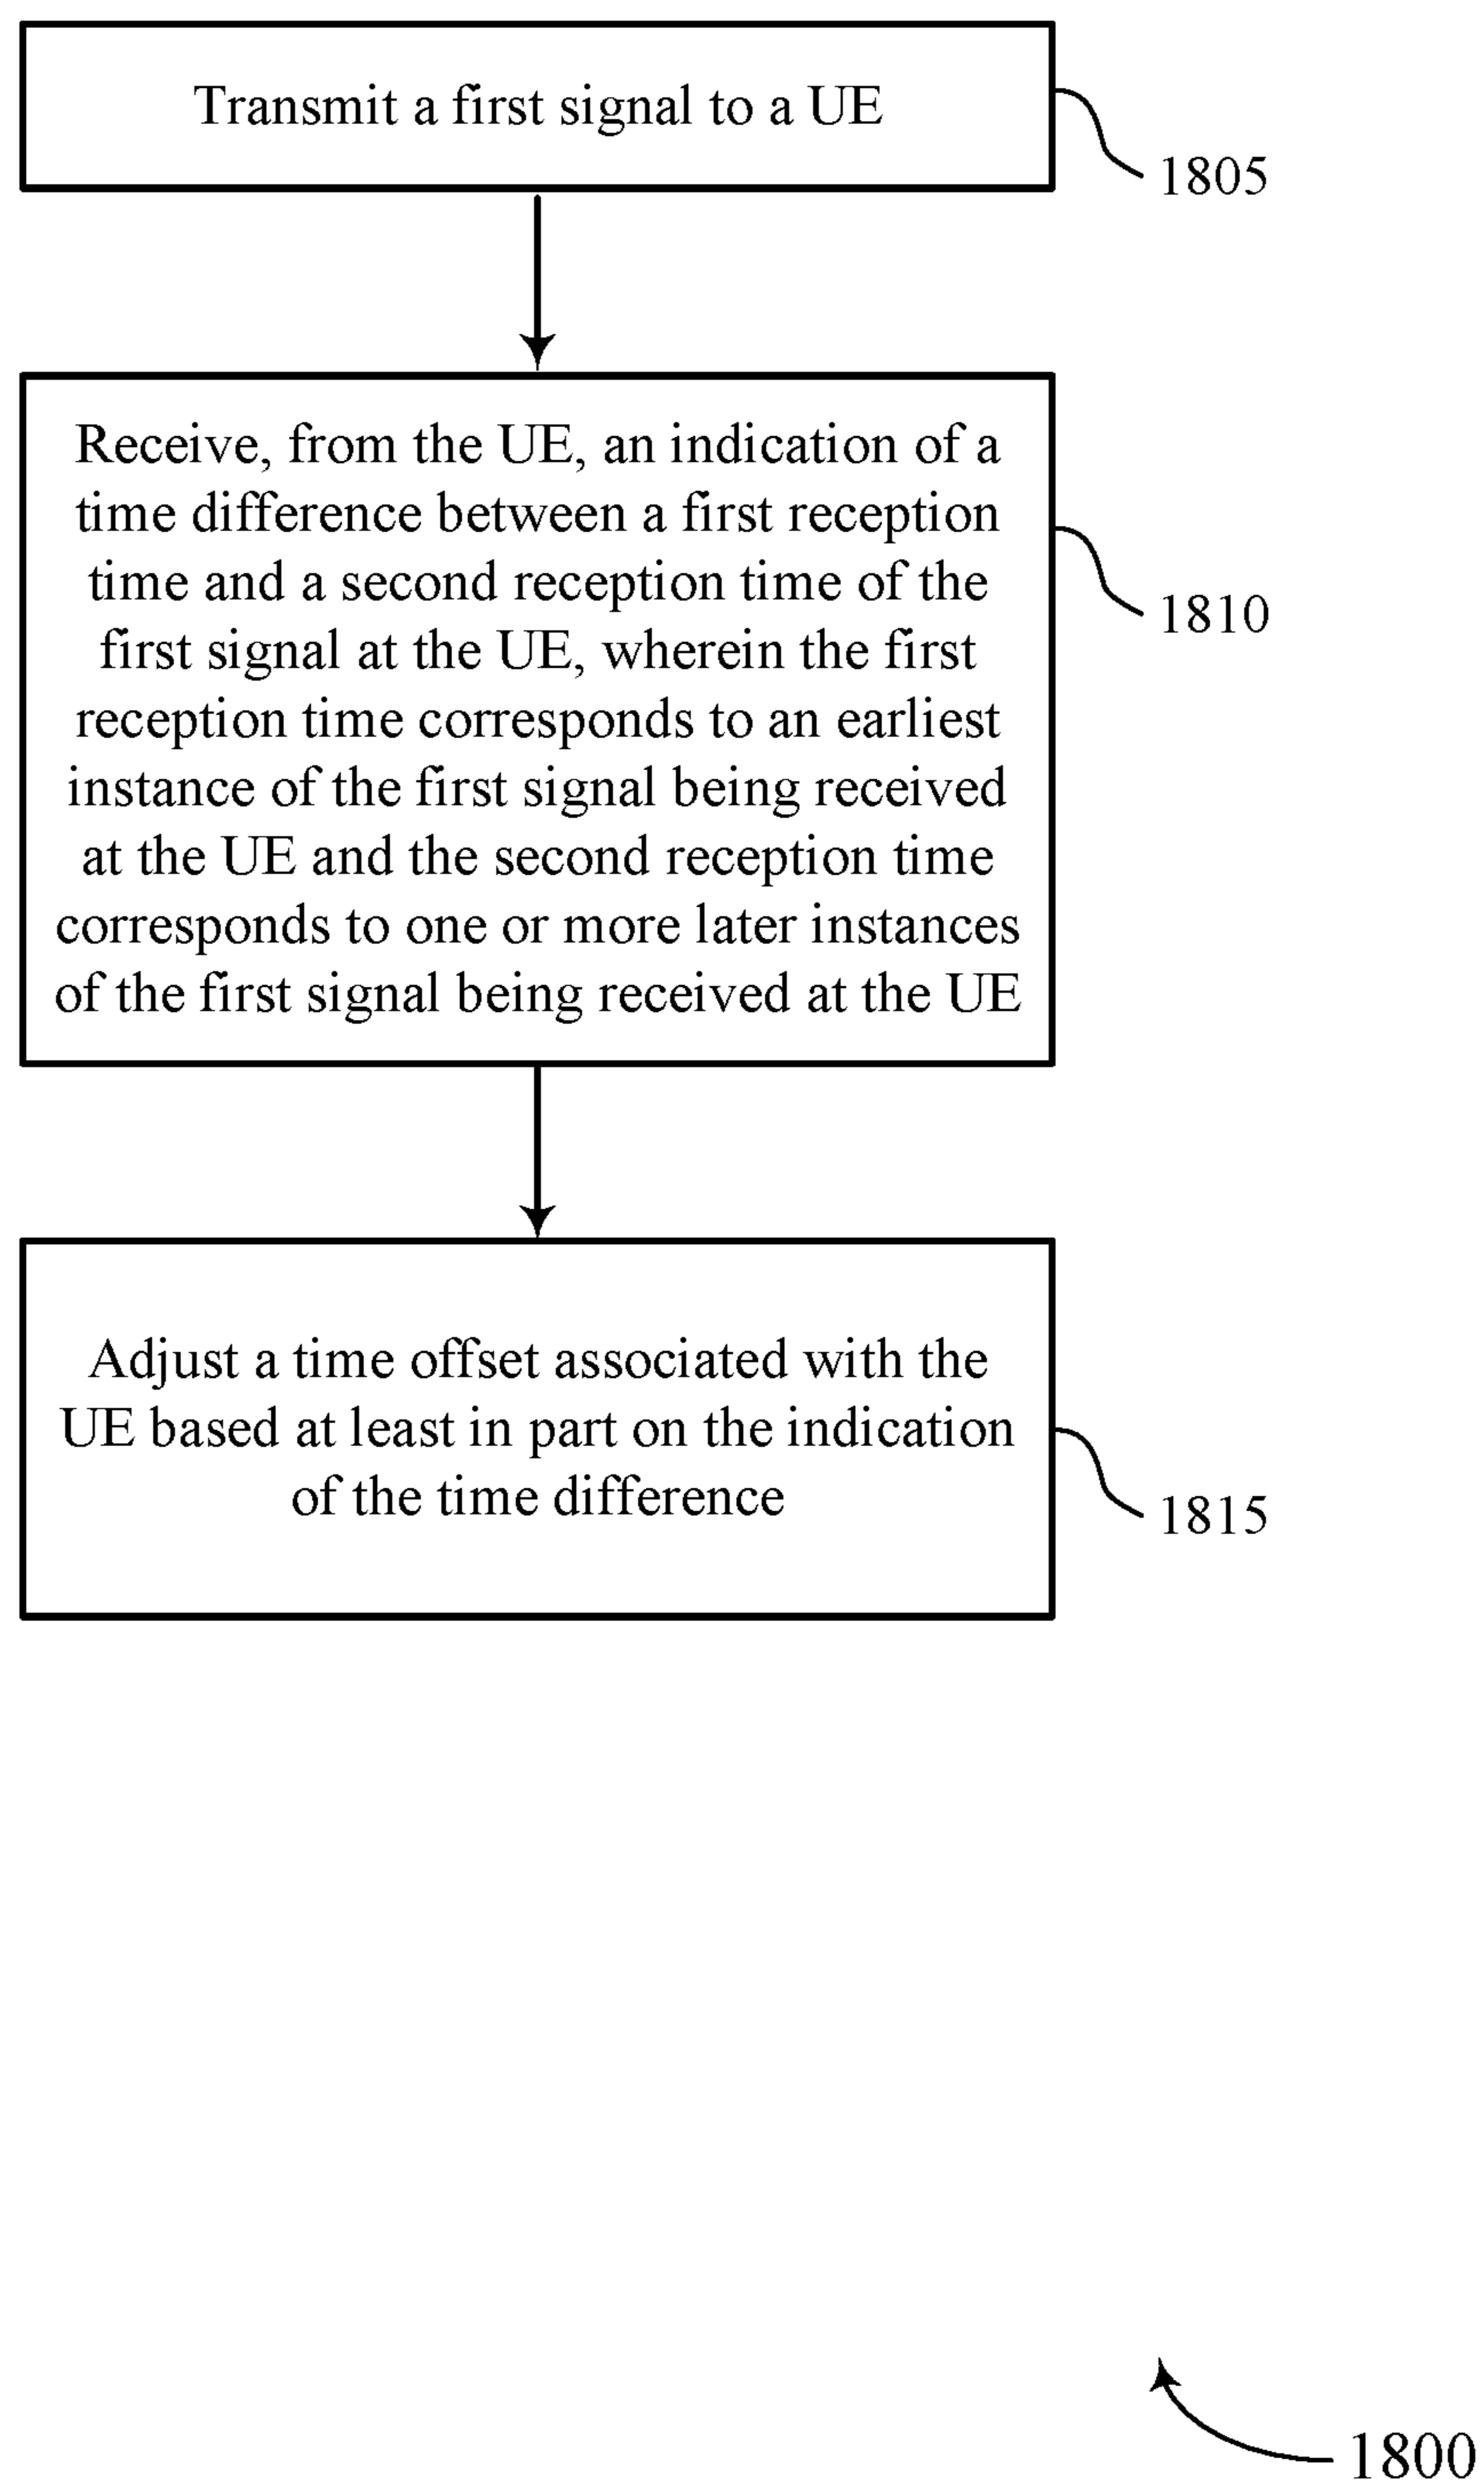 Transmit a first signal to a UE
1805
Receive, from the UE, an indication of a
time difference between a first reception
time and a second reception time of the
first signal at the UE, wherein the first
reception time corresponds to an earliest
instance of the first signal being received
at the UE and the second reception time
corresponds to one or more later instances
of the first signal being received at the UE
1810
Adjust a time offset associated with the
UE based at least in part on the indication
of the time difference
1815
1800